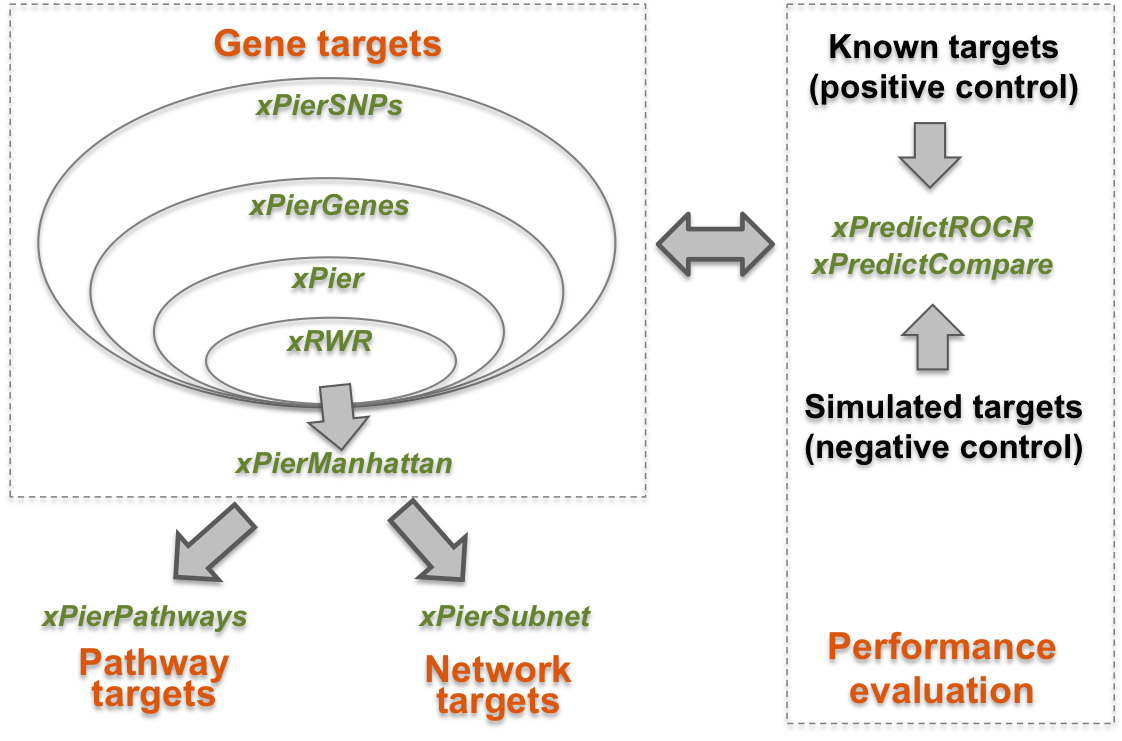 Gene targets
xPierSNPs
xPierGenes
xPier
xRWR
xPierManhattan
xPierPathways
Pathway
targets
xPierSubnet
Network
targets
Known targets
(positive control)
xPredictROCR
xPredictCompare
Simulated targets
(negative control)
Performance
evaluation